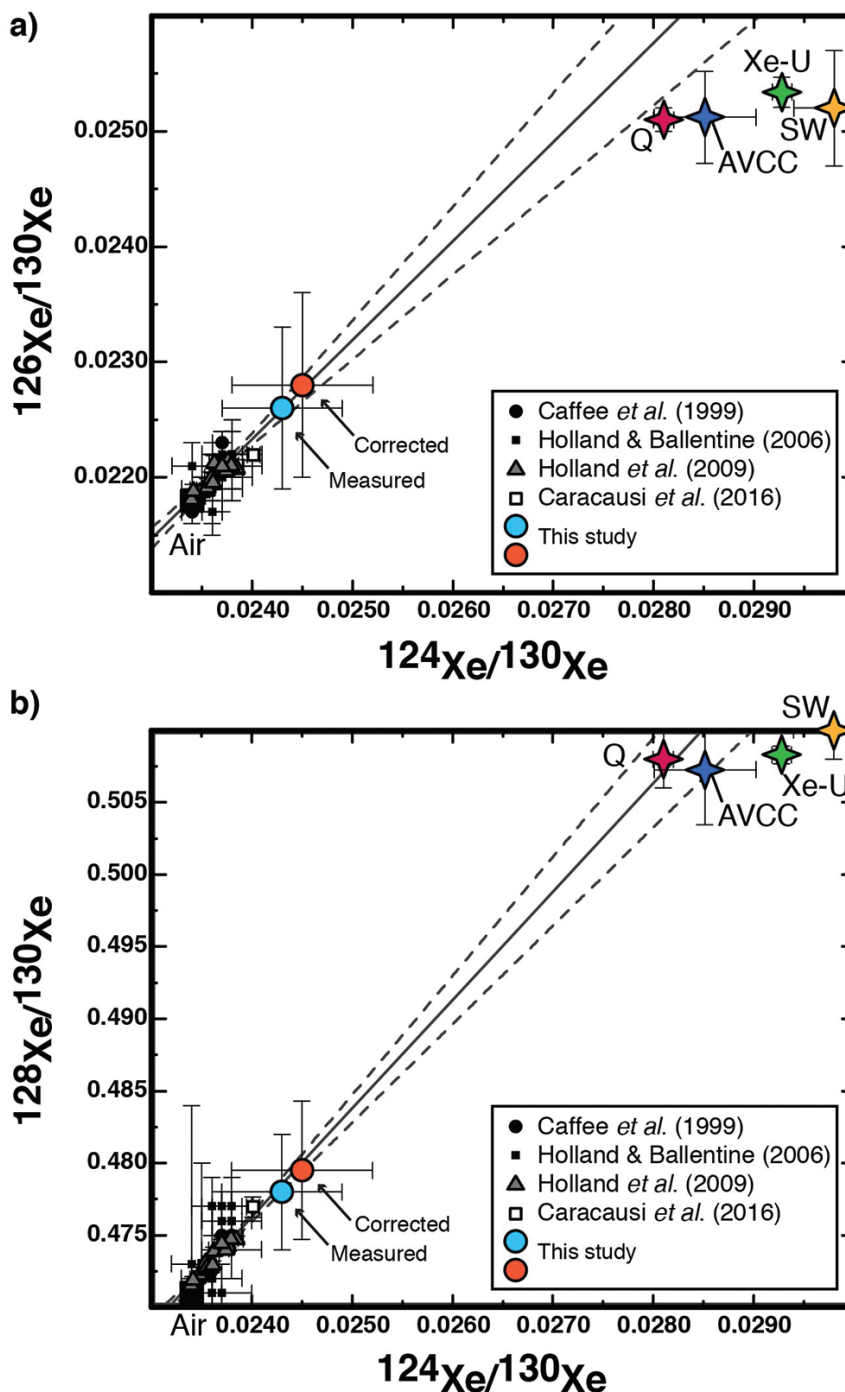 a)
126Xe/130Xe
0.0250
0.0240
0.0230
0.0220
Xe-U
SW
Q
AVCC
Corrected
Measured
Air
Caffee et al. (1999)
Holland & Ballentine (2006)
Holland et al. (2009)
Caracausi et al. (2016)
This study
0.0240 0.0250 0.0260 0.0270 0.0280 0.0290
124Xe/130Xe
b)
128Xe/130Xe
0.505
0.500
0.495
0.490
0.485
0.480
0.475
SW
Q
Xe-U
AVCC
Corrected
Measured
Caffee et al. (1999)
Holland & Ballentine (2006)
Holland et al. (2009)
Caracausi et al. (2016)
This study
Air
0.0240 0.0250 0.0260 0.0270 0.0280 0.0290
124Xe/130Xe